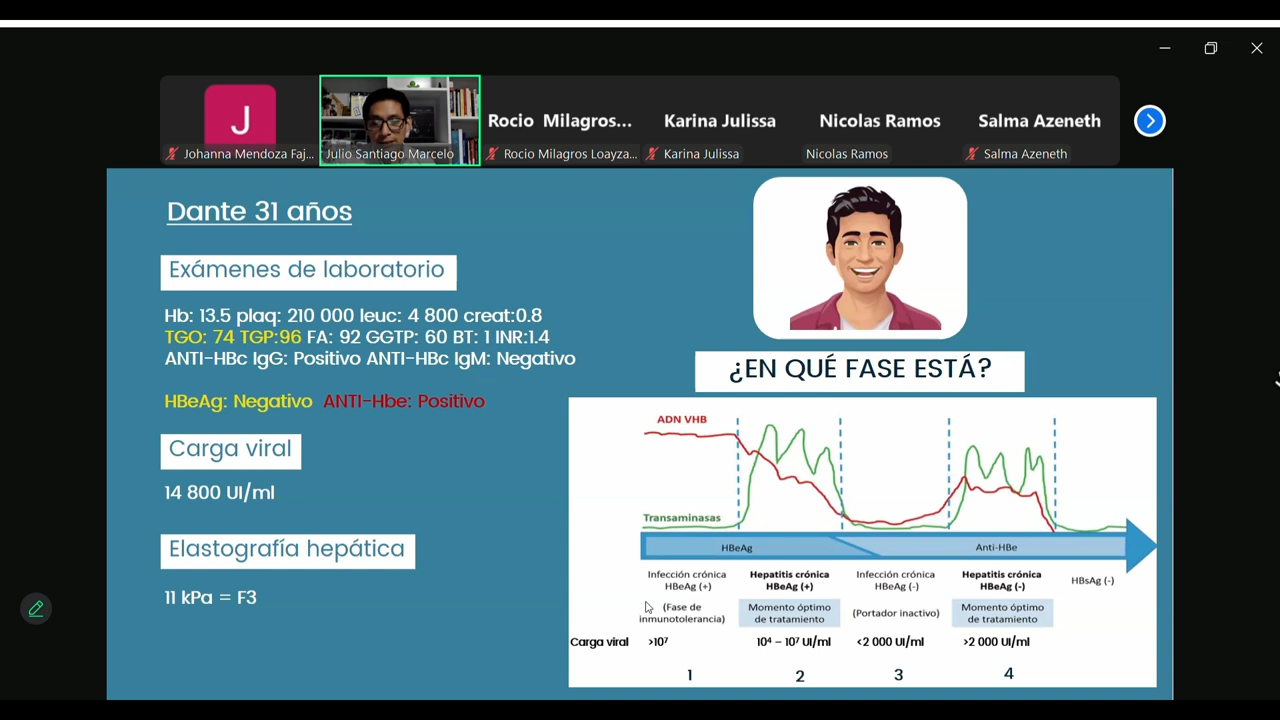 J
Rocio Milagros...
Karina Julissa
Nicolas Ramos
Salma Azeneth
Johanna Mendoza Faj...
Julio Santiago Marcelo
Rocio Milagros Loayza...
Karina Julissa
Nicolas Ramos
Salma Azeneth
Dante 31 años
Exámenes de laboratorio
Hb: 13.5 plaq: 210 000 leuc: 4 800 creat:0.8
TGO: 74 TGP:96 FA: 92 GGTP: 60 BT: 1 INR:1.4
ANTI-HBc IgG: Positivo ANTI-HBc IgM: Negativo
HBeAg: Negativo ANTI-Hbe: Positivo
Carga viral
14 800 UI/ml
Elastografía hepática
11 kPa = F3
¿EN QUÉ FASE ESTÁ?
ADN VHB
Transaminasas
HBeAg
Anti-HBe
Infección crónica
HBeAg (+)
(Fase de
inmunotolerancia)
Hepatitis crónica
HBeAg (+)
Momento óptimo
de tratamiento
Infección crónica
HBeAg (-)
(Portador inactivo)
Hepatitis crónica
HBeAg (-)
Momento óptimo
de tratamiento
HBsAg (-)
Carga viral >10⁷ 10⁴ – 10⁷ UI/ml <2 000 UI/ml >2 000 UI/ml
1 2 3 4